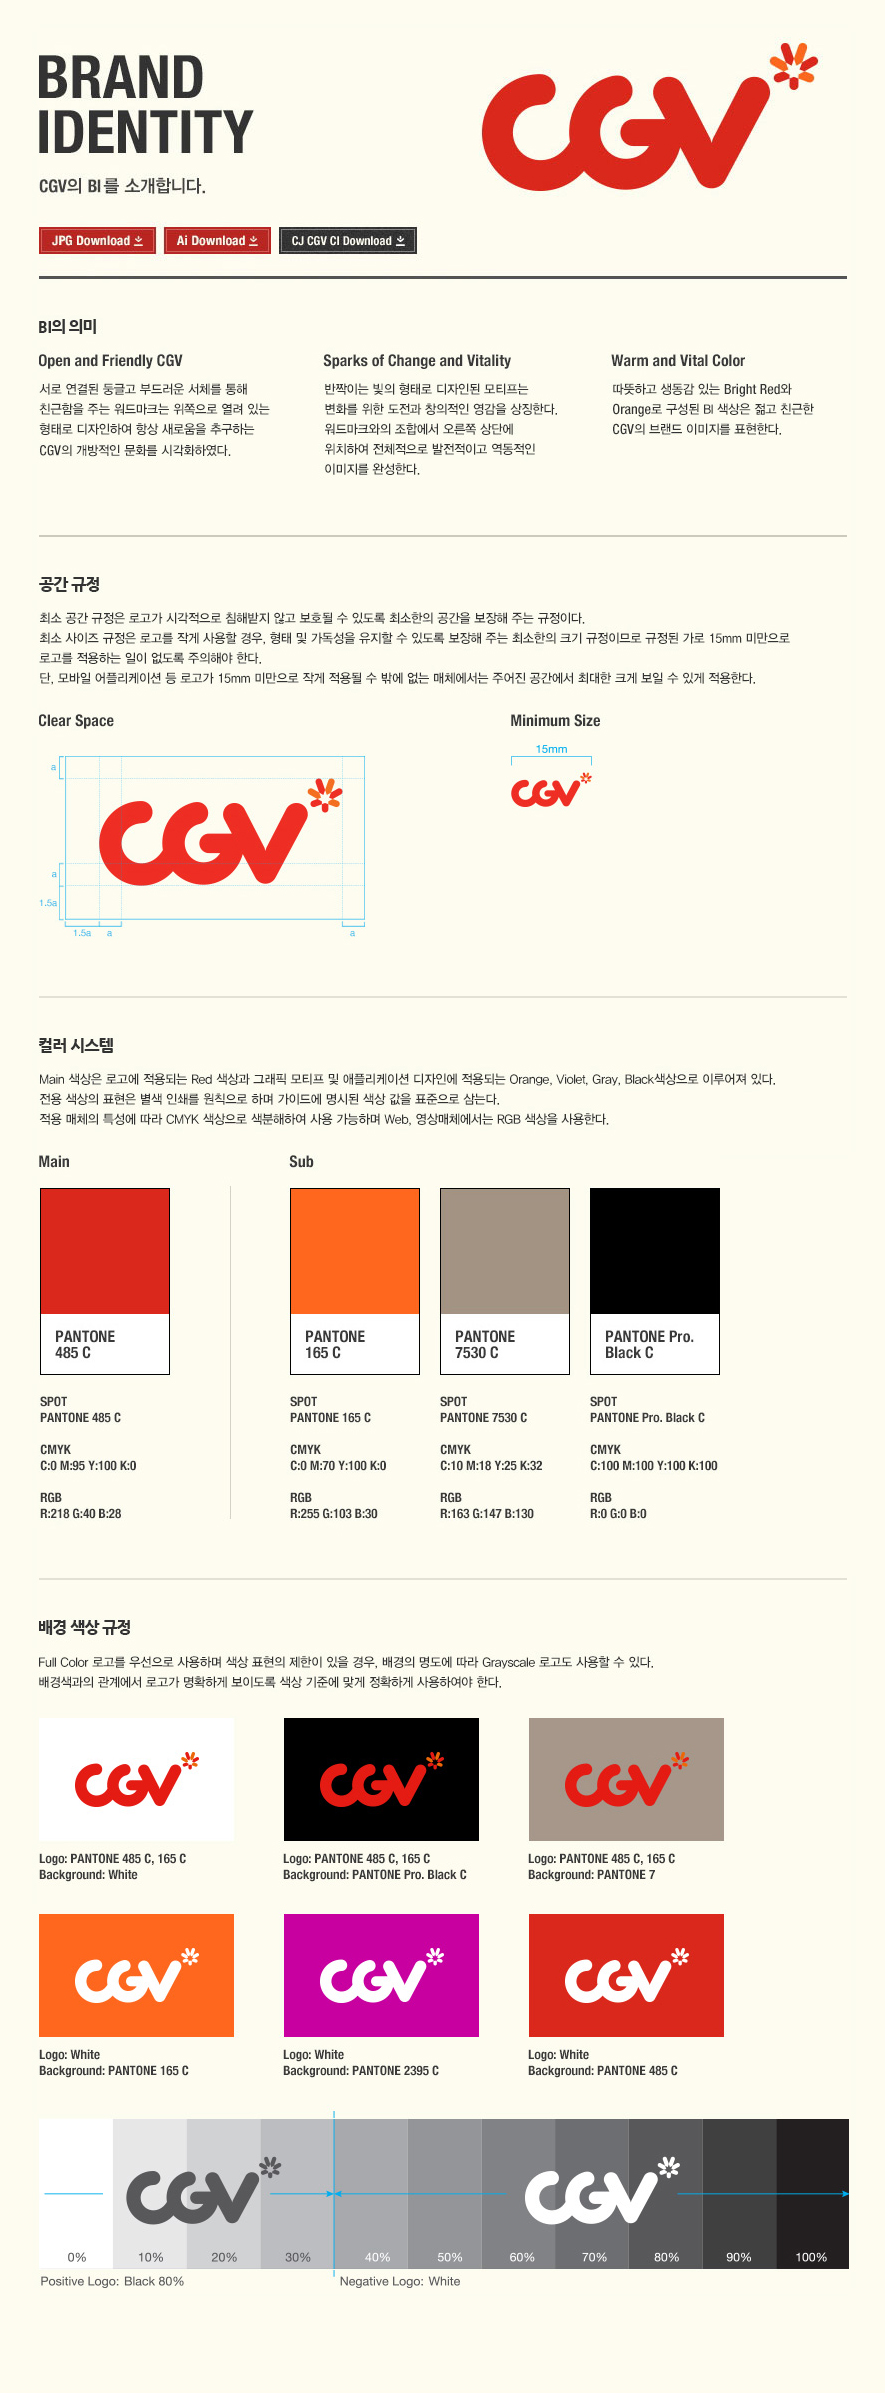 BRAND
IDENTITY
CGV
CGV의 BI를 소개합니다.
JPG Download
Ai Download
CJ CGV CI Download
BI의 의미
Open and Friendly CGV
서로 연결된 둥글고 부드러운 서체를 통해
친근함을 주는 워드마크는 위쪽으로 열려 있는
형태로 디자인하여 항상 새로움을 추구하는
CGV의 개방적인 문화를 시각화하였다.
Sparks of Change and Vitality
반짝이는 빛의 형태로 디자인된 모티프는
변화를 위한 도전과 창의적인 영감을 상징한다.
워드마크와의 조합에서 오른쪽 상단에
위치하여 전체적으로 발전적이고 역동적인
이미지를 완성한다.
Warm and Vital Color
따뜻하고 생동감 있는 Bright Red와
Orange로 구성된 BI 색상은 젊고 친근한
CGV의 브랜드 이미지를 표현한다.
공간 규정
최소 공간 규정은 로고가 시각적으로 침해받지 않고 보호될 수 있도록 최소한의 공간을 보장해 주는 규정이다.
최소 사이즈 규정은 로고를 작게 사용할 경우, 형태 및 가독성을 유지할 수 있도록 보장해 주는 최소한의 크기 규정이므로 규정된 가로 15mm 미만으로
로고를 적용하는 일이 없도록 주의해야 한다.
단, 모바일 어플리케이션 등 로고가 15mm 미만으로 작게 적용될 수 밖에 없는 매체에서는 주어진 공간에서 최대한 크게 보일 수 있게 적용한다.
Clear Space
a
CGV
a
1.5a
1.5a a
a
Minimum Size
15mm
CGV
컬러 시스템
Main 색상은 로고에 적용되는 Red 색상과 그래픽 모티프 및 애플리케이션 디자인에 적용되는 Orange, Violet, Gray, Black색상으로 이루어져 있다.
전용 색상의 표현은 별색 인쇄를 원칙으로 하며 가이드에 명시된 색상 값을 표준으로 삼는다.
적용 매체의 특성에 따라 CMYK 색상으로 색분해하여 사용 가능하며 Web, 영상매체에서는 RGB 색상을 사용한다.
Main
PANTONE
485 C
SPOT
PANTONE 485 C
CMYK
C:0 M:95 Y:100 K:0
RGB
R:218 G:40 B:28
Sub
PANTONE
165 C
SPOT
PANTONE 165 C
CMYK
C:0 M:70 Y:100 K:0
RGB
R:255 G:103 B:30
PANTONE
7530 C
SPOT
PANTONE 7530 C
CMYK
C:10 M:18 Y:25 K:32
RGB
R:163 G:147 B:130
PANTONE Pro.
Black C
SPOT
PANTONE Pro. Black C
CMYK
C:100 M:100 Y:100 K:100
RGB
R:0 G:0 B:0
배경 색상 규정
Full Color 로고를 우선으로 사용하며 색상 표현의 제한이 있을 경우, 배경의 명도에 따라 Grayscale 로고도 사용할 수 있다.
배경색과의 관계에서 로고가 명확하게 보이도록 색상 기준에 맞게 정확하게 사용하여야 한다.
CGV
Logo: PANTONE 485 C, 165 C
Background: White
CGV
Logo: PANTONE 485 C, 165 C
Background: PANTONE Pro. Black C
CGV
Logo: PANTONE 485 C, 165 C
Background: PANTONE 7
CGV
Logo: White
Background: PANTONE 165 C
CGV
Logo: White
Background: PANTONE 2395 C
CGV
Logo: White
Background: PANTONE 485 C
CGV CGV
0% 10% 20% 30% 40% 50% 60% 70% 80% 90% 100%
Positive Logo: Black 80%
Negative Logo: White